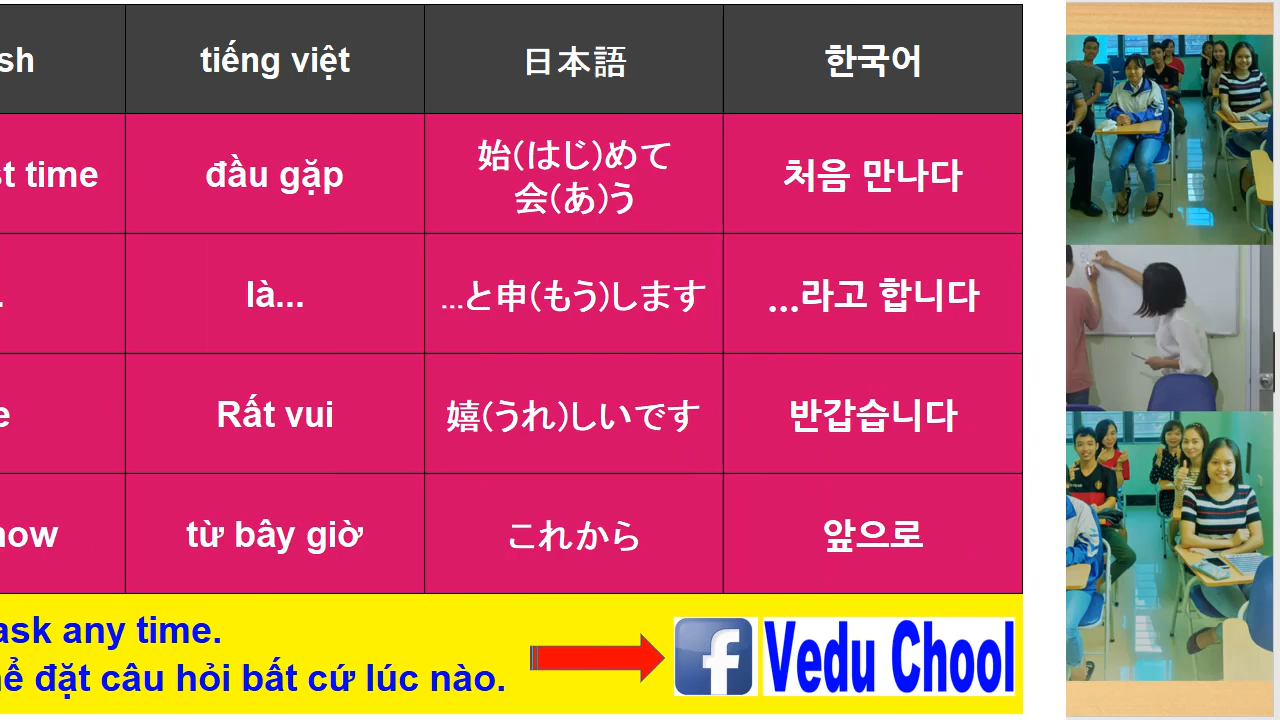 sh
tiếng việt
日本語
한국어
st time
đầu gặp
始(はじ)めて
会(あ)う
처음 만나다
.
là...
...と申(もう)します
...라고 합니다
e
Rất vui
嬉(うれ)しいです
반갑습니다
now
từ bây giờ
これから
앞으로
ask any time.
ể đặt câu hỏi bất cứ lúc nào.
f Vedu Chool